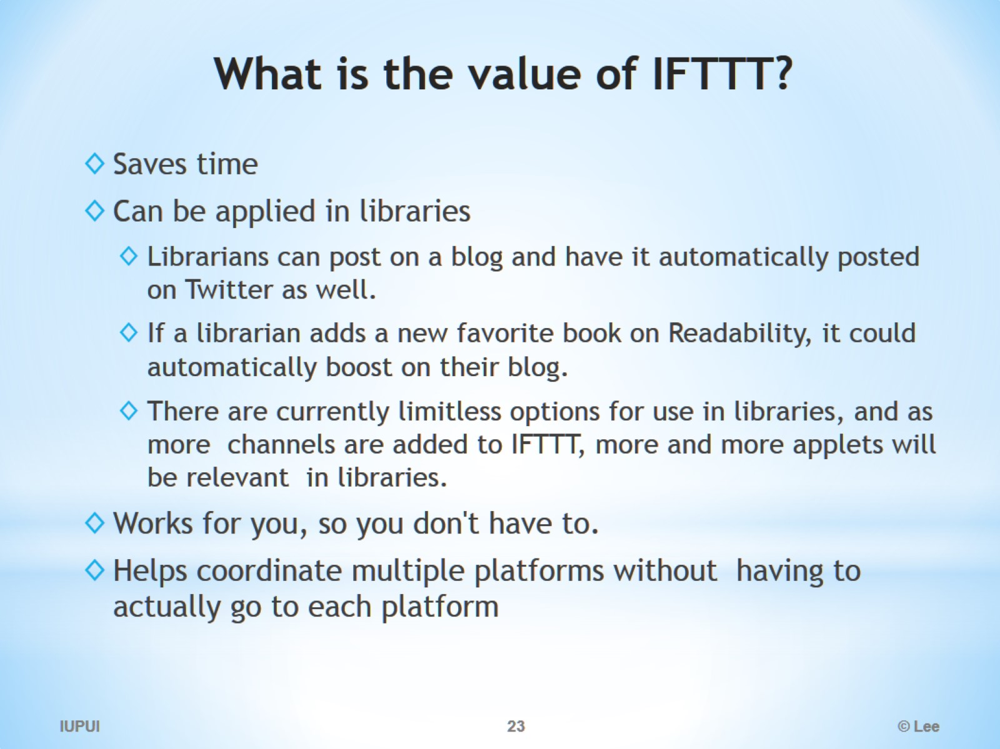 What is the value of IFTTT?
Saves time
Can be applied in libraries
Librarians can post on a blog and have it automatically posted
on Twitter as well.
If a librarian adds a new favorite book on Readability, it could
automatically boost on their blog.
There are currently limitless options for use in libraries, and as
more  channels are added to IFTTT, more and more applets will
be relevant  in libraries.
Works for you, so you don't have to.
Helps coordinate multiple platforms without  having to
actually go to each platform
IUPUI
23
© Lee